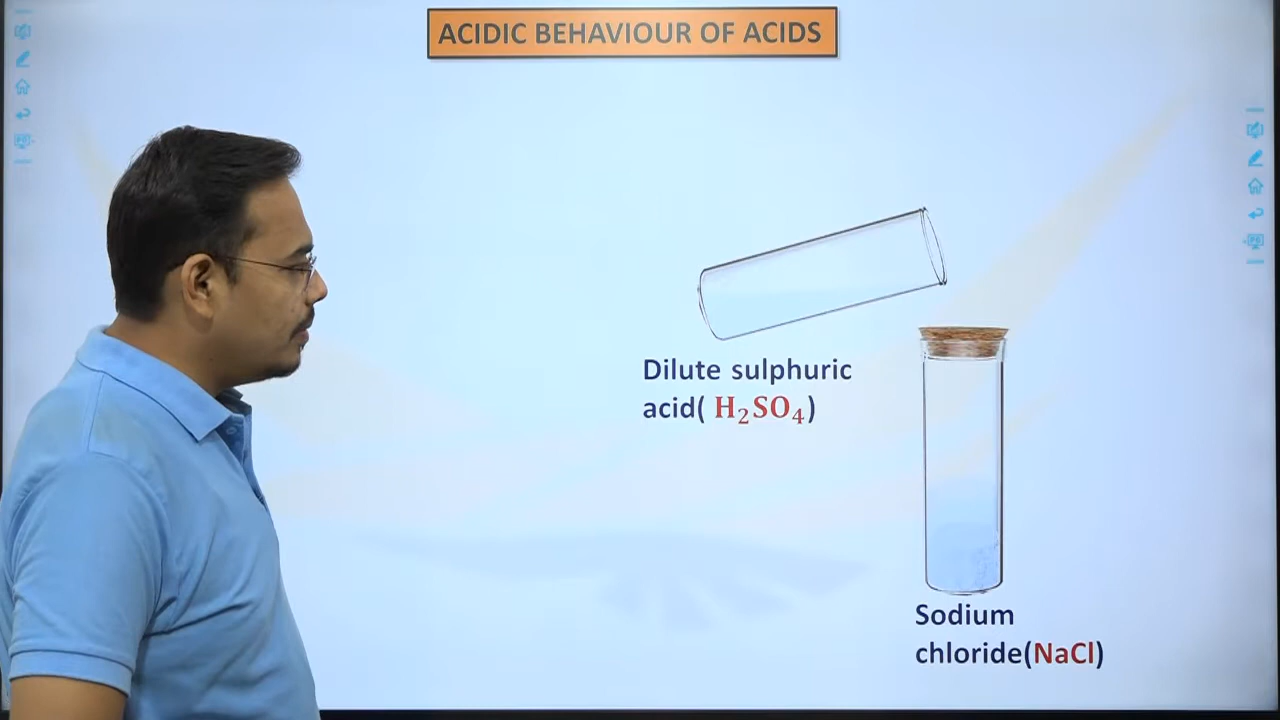 ACIDIC BEHAVIOUR OF ACIDS
Dilute sulphuric
acid( H₂SO₄)
Sodium
chloride(NaCl)